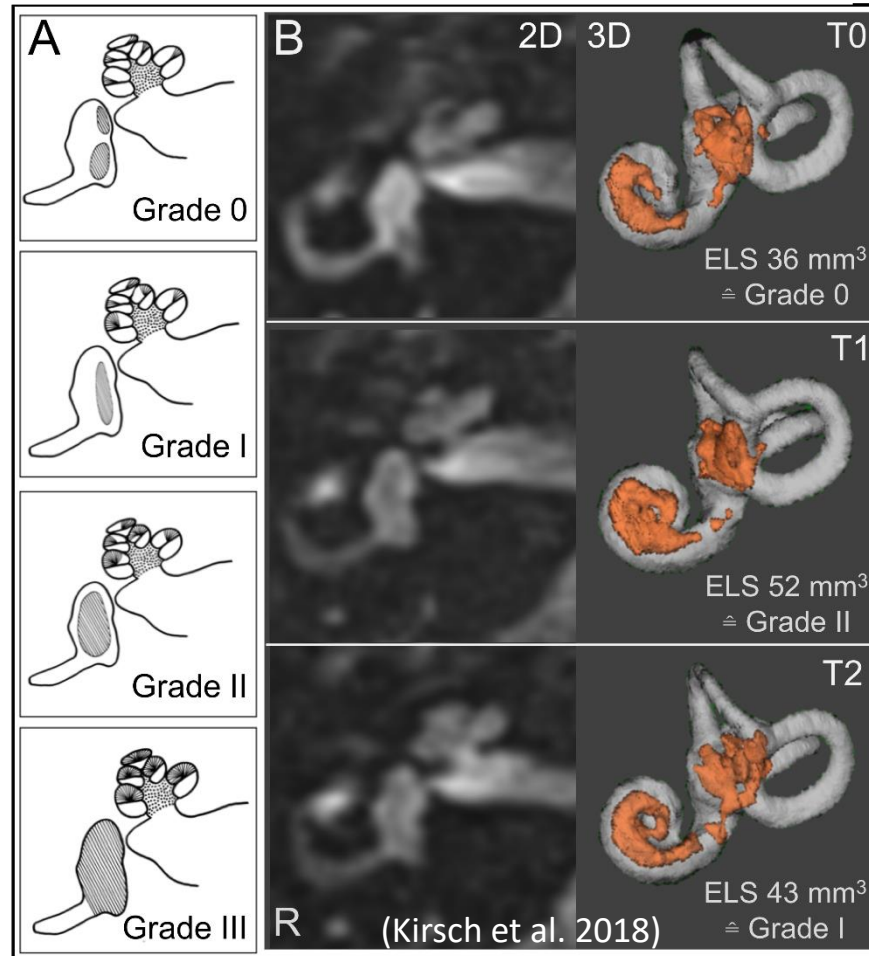 A
Grade 0
Grade I
Grade II
Grade III
B
2D
3D
T0
ELS 36 mm³
≙ Grade 0
T1
ELS 52 mm³
≙ Grade II
T2
ELS 43 mm³
≙ Grade I
R
(Kirsch et al. 2018)